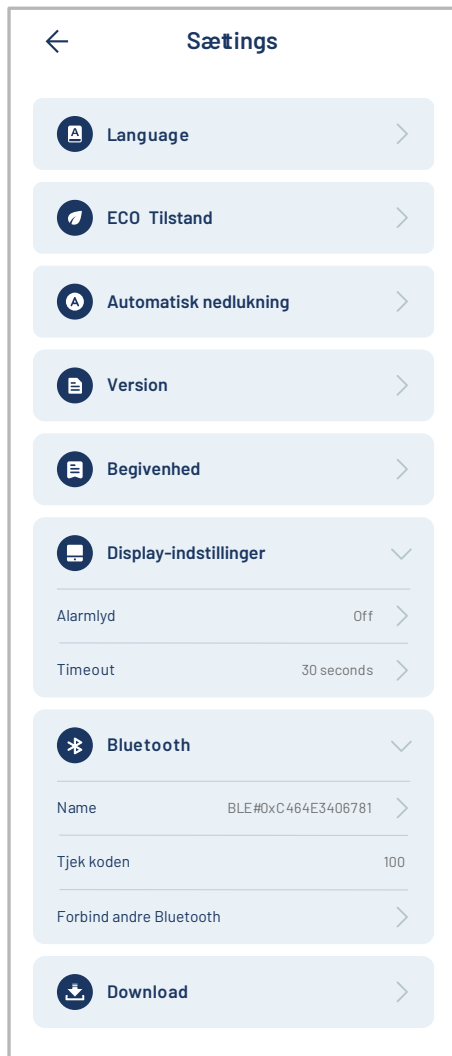 Sættings
Language
ECO Tilstand
Automatisk nedlukning
Version
Begivenhed
Display-indstillinger
Alarmlyd Off
Timeout 30 seconds
Bluetooth
Name BLE#0xC464E3406781
Tjek koden 100
Forbind andre Bluetooth
Download